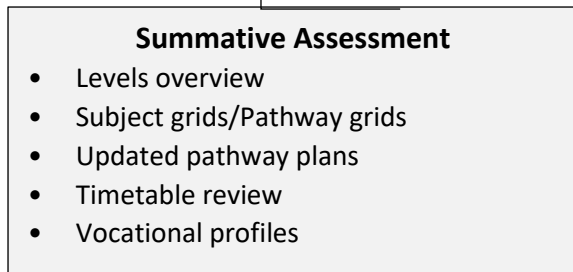 Summative Assessment
• Levels overview
• Subject grids/Pathway grids
• Updated pathway plans
• Timetable review
• Vocational profiles